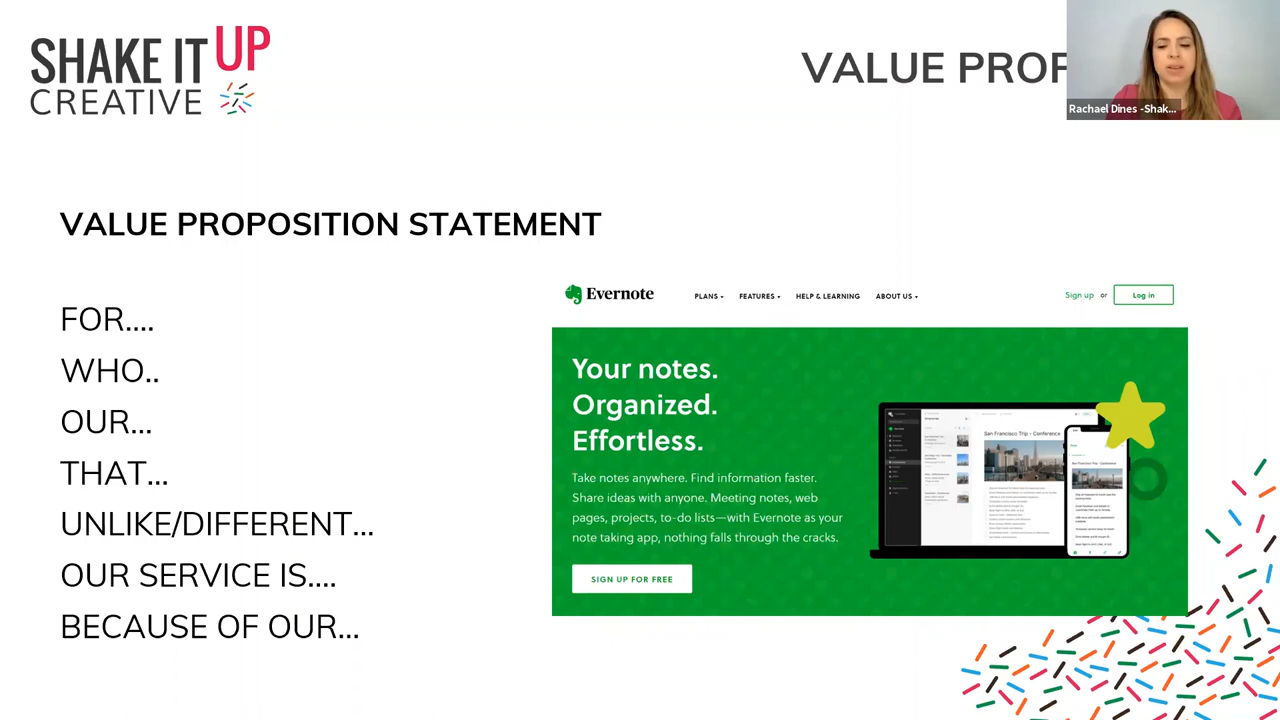 SHAKE IT UP
CREATIVE
VALUE PROP
Rachael Dines -Shak...
VALUE PROPOSITION STATEMENT
FOR....
WHO..
OUR...
THAT...
UNLIKE/DIFFERENT...
OUR SERVICE IS....
BECAUSE OF OUR...
Evernote
PLANS
FEATURES
HELP & LEARNING
ABOUT US
Sign up or
Log in
Your notes.
Organized.
Effortless.
Take notes anywhere. Find information faster.
Share ideas with anyone. Meeting notes, web
pages, projects, to-do lists—with Evernote as your
note taking app, nothing falls through the cracks.
SIGN UP FOR FREE
San Francisco Trip - Conference
San Francisco Trip - Conference